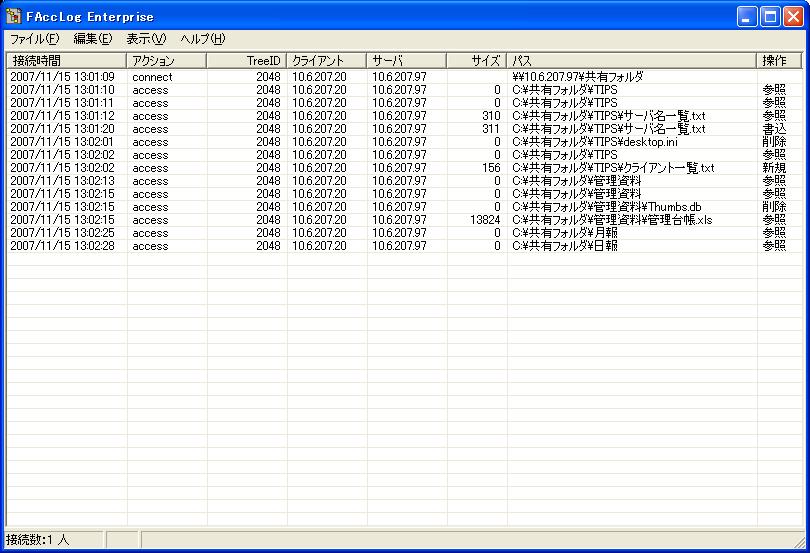 FAccLog Enterprise
ファイル(F) 編集(E) 表示(V) ヘルプ(H)
接続時間 アクション TreeID クライアント サーバ サイズ パス 操作
2007/11/15 13:01:09 connect 2048 10.6.207.20 10.6.207.97 ¥¥10.6.207.97¥共有フォルダ
2007/11/15 13:01:10 access 2048 10.6.207.20 10.6.207.97 0 C:¥共有フォルダ¥TIPS 参照
2007/11/15 13:01:11 access 2048 10.6.207.20 10.6.207.97 0 C:¥共有フォルダ¥TIPS 参照
2007/11/15 13:01:12 access 2048 10.6.207.20 10.6.207.97 310 C:¥共有フォルダ¥TIPS¥サーバ名一覧.txt 参照
2007/11/15 13:01:20 access 2048 10.6.207.20 10.6.207.97 311 C:¥共有フォルダ¥TIPS¥サーバ名一覧.txt 書込
2007/11/15 13:02:01 access 2048 10.6.207.20 10.6.207.97 0 C:¥共有フォルダ¥TIPS¥desktop.ini 削除
2007/11/15 13:02:02 access 2048 10.6.207.20 10.6.207.97 0 C:¥共有フォルダ¥TIPS 参照
2007/11/15 13:02:02 access 2048 10.6.207.20 10.6.207.97 156 C:¥共有フォルダ¥TIPS¥クライアント一覧.txt 新規
2007/11/15 13:02:13 access 2048 10.6.207.20 10.6.207.97 0 C:¥共有フォルダ¥管理資料 参照
2007/11/15 13:02:15 access 2048 10.6.207.20 10.6.207.97 0 C:¥共有フォルダ¥管理資料 参照
2007/11/15 13:02:15 access 2048 10.6.207.20 10.6.207.97 0 C:¥共有フォルダ¥管理資料¥Thumbs.db 削除
2007/11/15 13:02:15 access 2048 10.6.207.20 10.6.207.97 13824 C:¥共有フォルダ¥管理資料¥管理台帳.xls 参照
2007/11/15 13:02:25 access 2048 10.6.207.20 10.6.207.97 0 C:¥共有フォルダ¥月報 参照
2007/11/15 13:02:28 access 2048 10.6.207.20 10.6.207.97 0 C:¥共有フォルダ¥日報 参照
接続数:1 人